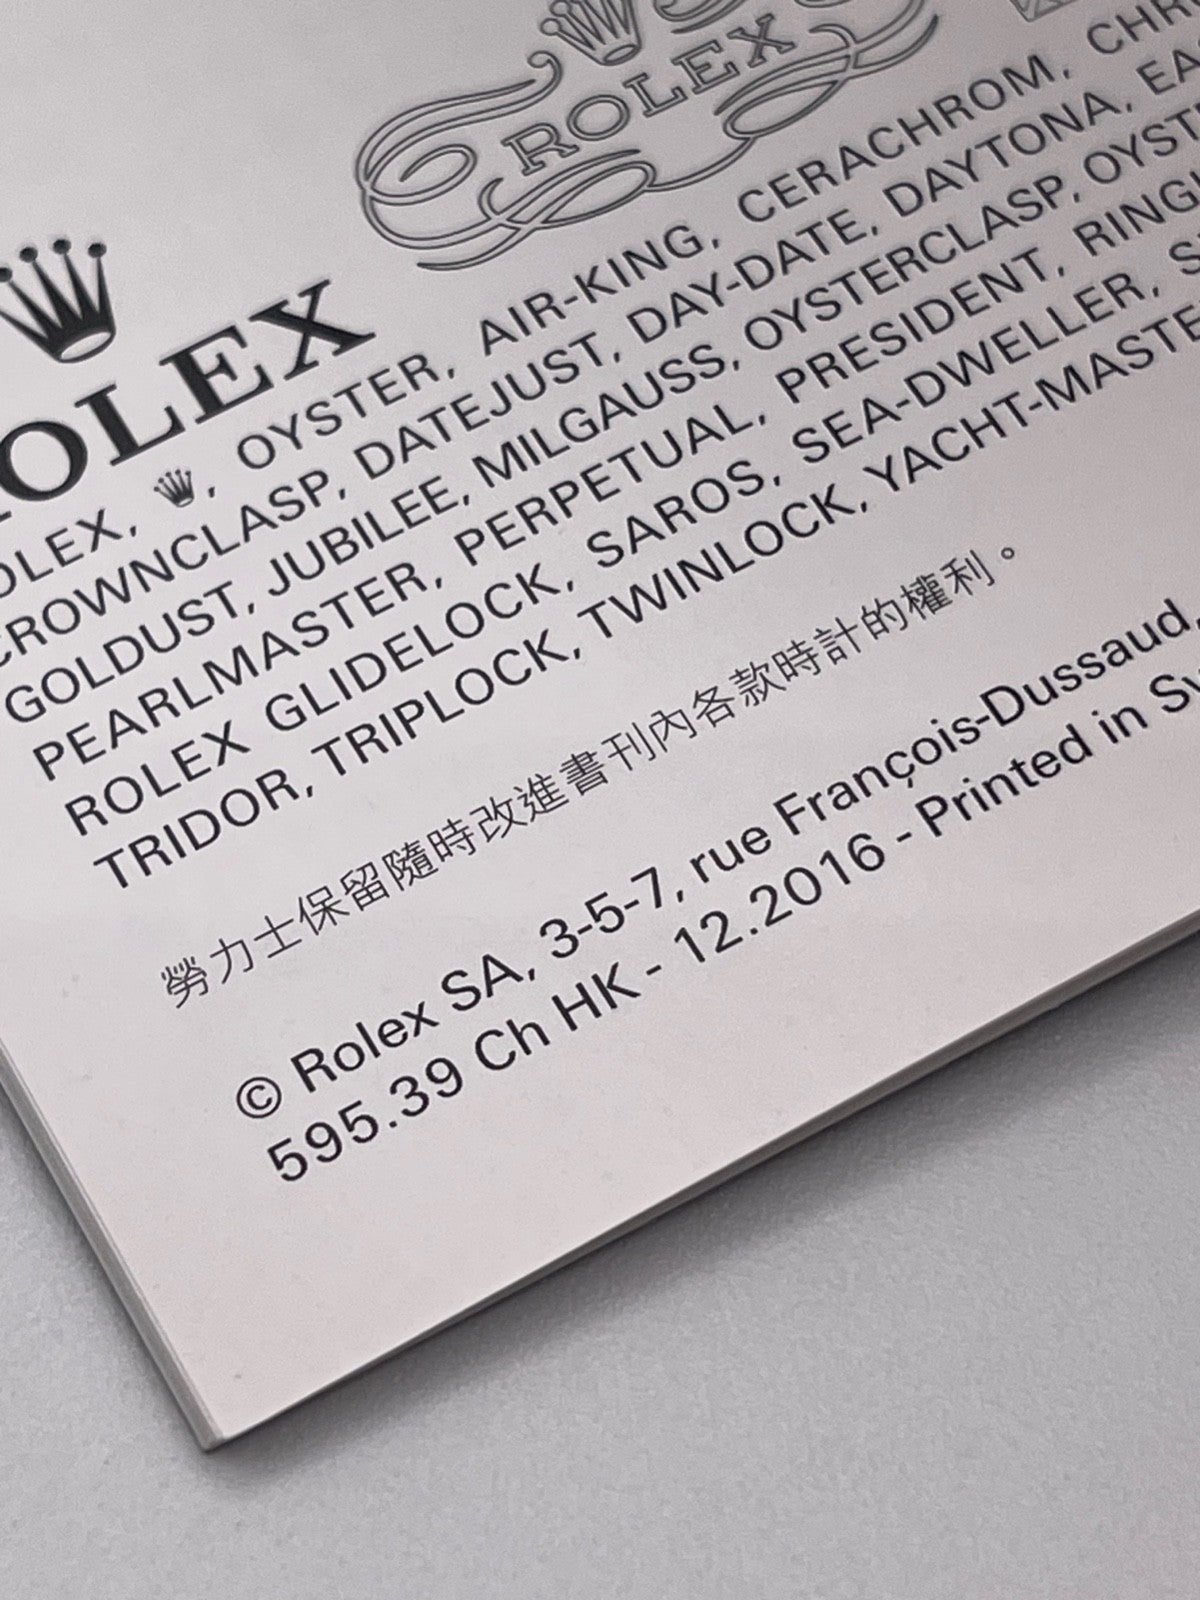 ROLEX
ROLEX
ROLEX, OYSTER, AIR-KING, CERACHROM,
CROWNCLASP, DATEJUST, DAY-DATE, DAYTONA,
GOLDUST, JUBILEE, MILGAUSS, OYSTERCLASP,
PEARLMASTER, PERPETUAL, PRESIDENT,
ROLEX GLIDELOCK, SAROS, SEA-DWELLER,
TRIDOR, TRIPLOCK, TWINLOCK, YACHT-MASTER
勞力士保留隨時改進書刊內各款時計的權利。
© Rolex SA, 3-5-7, rue François-Dussaud,
595.39 Ch HK - 12.2016 - Printed in